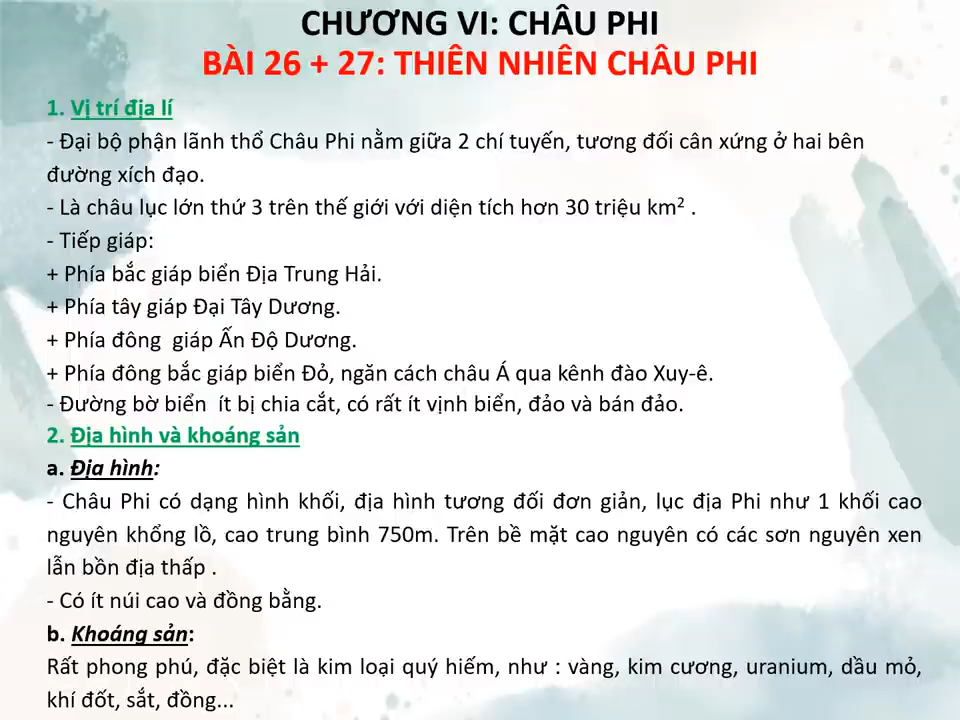 CHƯƠNG VI: CHÂU PHI
BÀI 26 + 27: THIÊN NHIÊN CHÂU PHI
1. Vị trí địa lí
- Đại bộ phận lãnh thổ Châu Phi nằm giữa 2 chí tuyến, tương đối cân xứng ở hai bên
đường xích đạo.
- Là châu lục lớn thứ 3 trên thế giới với diện tích hơn 30 triệu km² .
- Tiếp giáp:
+ Phía bắc giáp biển Địa Trung Hải.
+ Phía tây giáp Đại Tây Dương.
+ Phía đông  giáp Ấn Độ Dương.
+ Phía đông bắc giáp biển Đỏ, ngăn cách châu Á qua kênh đào Xuy-ê.
- Đường bờ biển  ít bị chia cắt, có rất ít vịnh biển, đảo và bán đảo.
2. Địa hình và khoáng sản
a. Địa hình:
- Châu Phi có dạng hình khối, địa hình tương đối đơn giản, lục địa Phi như 1 khối cao
nguyên khổng lồ, cao trung bình 750m. Trên bề mặt cao nguyên có các sơn nguyên xen
lẫn bồn địa thấp .
- Có ít núi cao và đồng bằng.
b. Khoáng sản:
Rất phong phú, đặc biệt là kim loại quý hiếm, như : vàng, kim cương, uranium, dầu mỏ,
khí đốt, sắt, đồng...